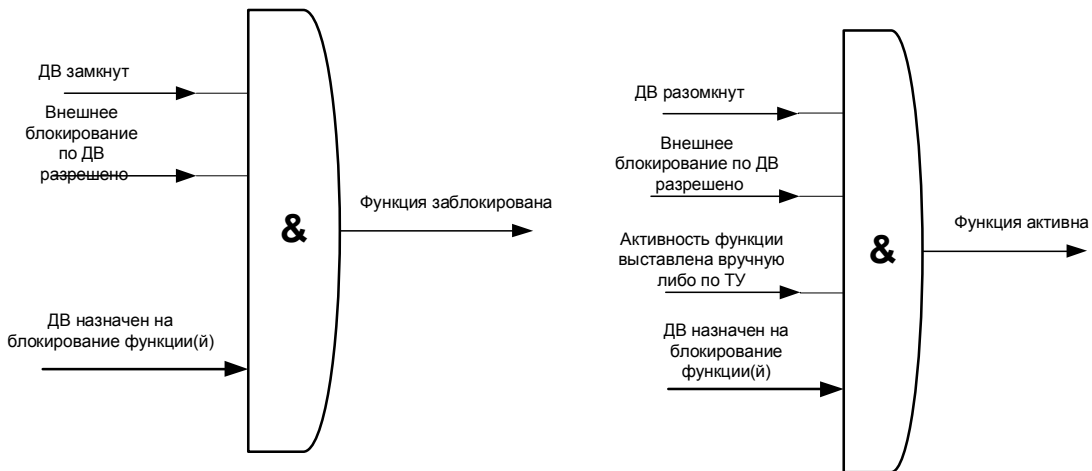 ДВ замкнут
Внешнее
блокирование
по ДВ
разрешено
ДВ назначен на
блокирование функции(й)
&
Функция заблокирована
ДВ разомкнут
Внешнее
блокирование по ДВ
разрешено
Активность функции
выставлена вручную
либо по ТУ
ДВ назначен на
блокирование
функции(й)
&
Функция активна